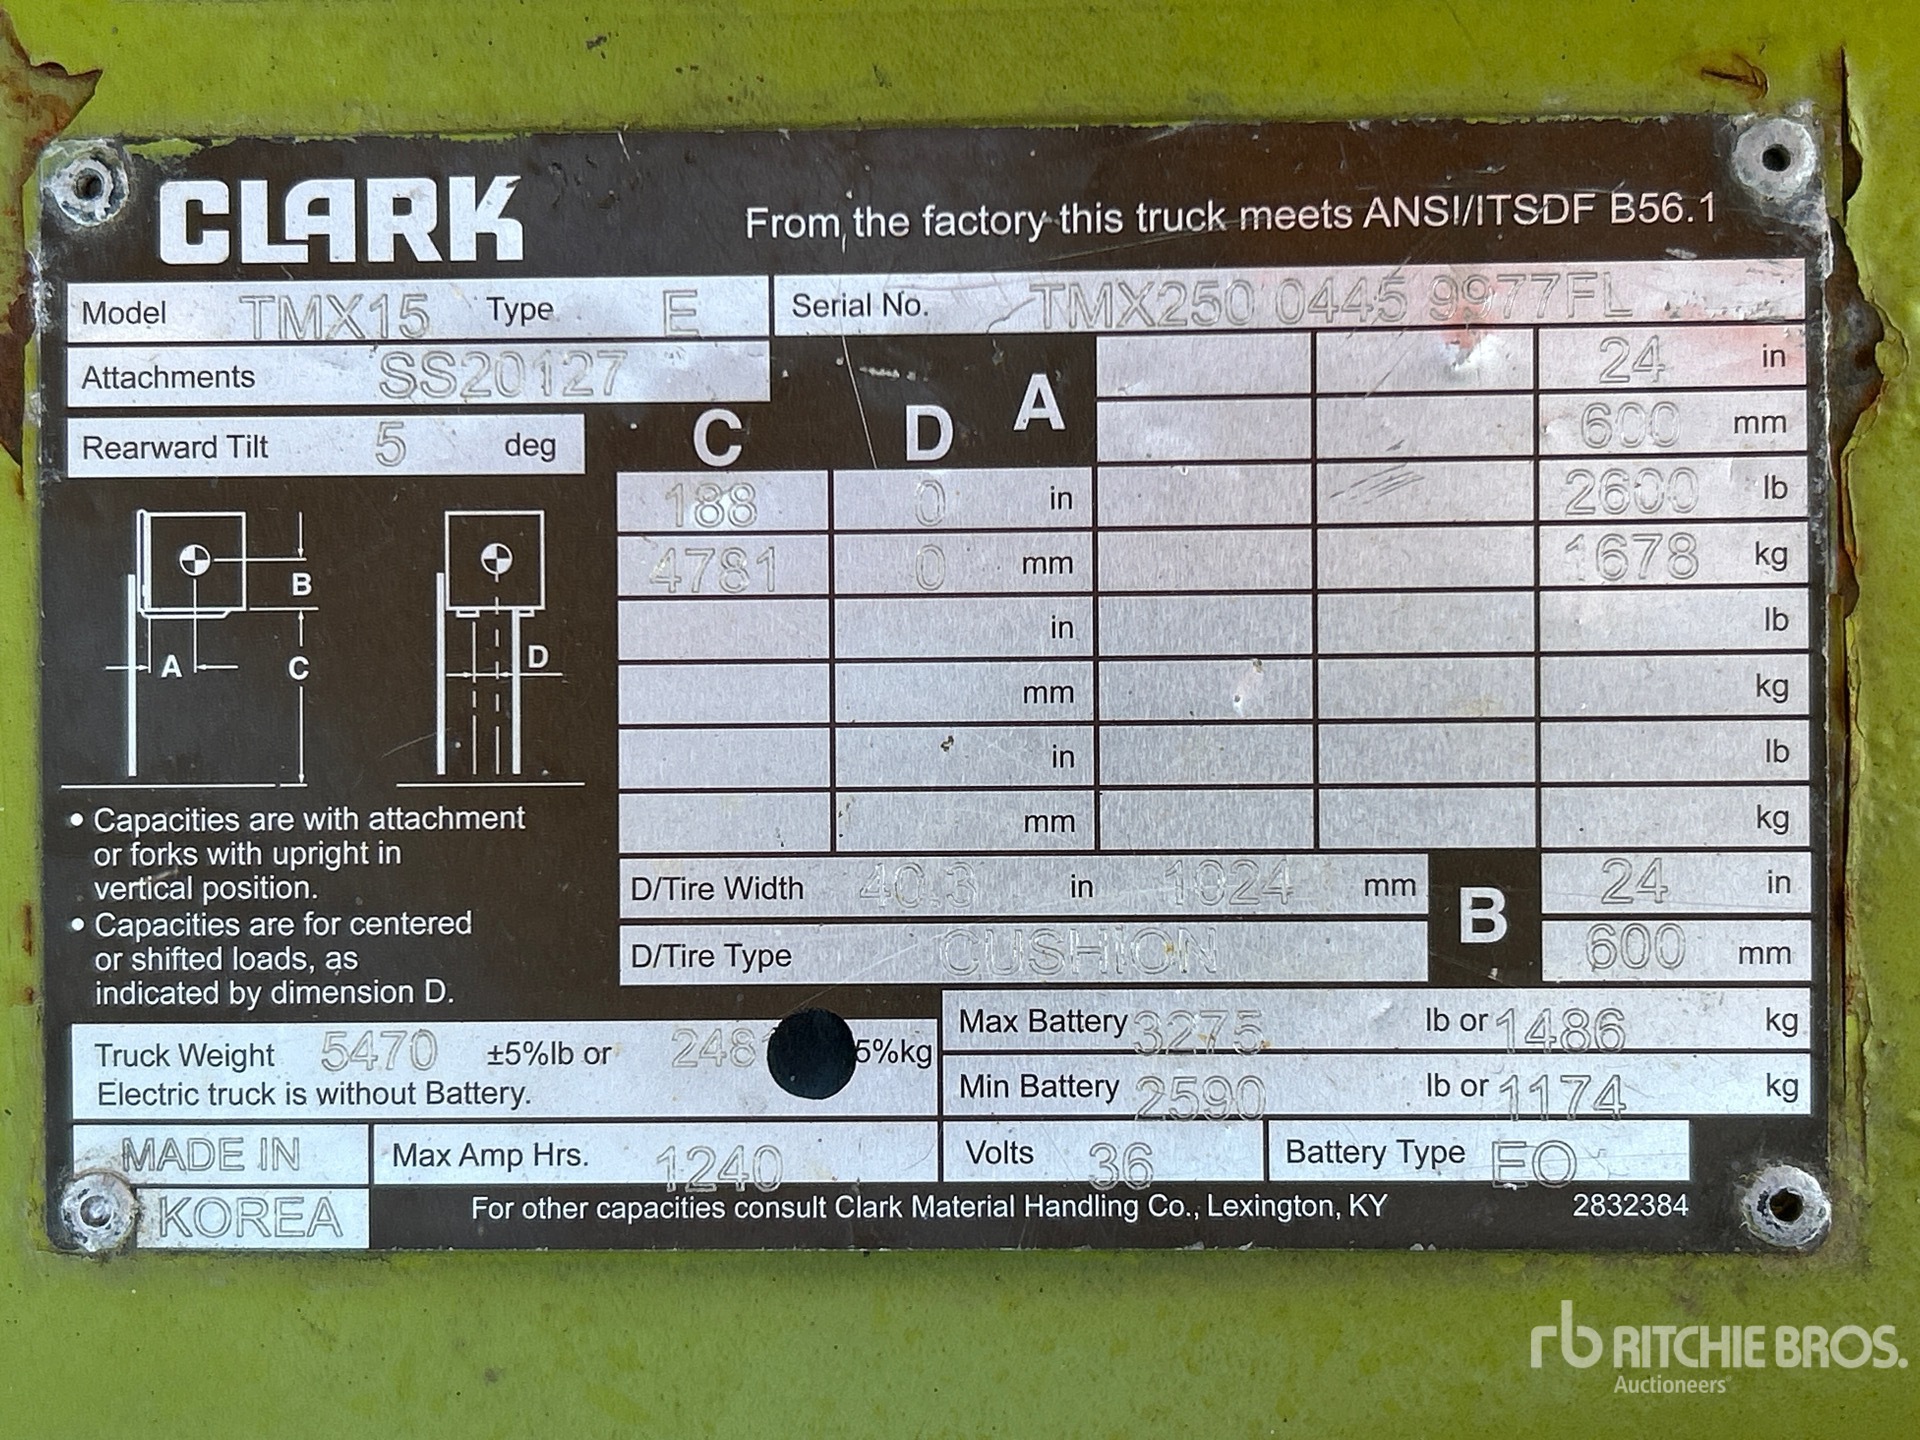 CLARK
From the factory this truck meets ANSI/ITSDF B56.1
Model TMX15 Type E
Serial No. TMX250 0445 9977FL
Attachments SS20127
Rearward Tilt 5 deg
C D A
24 in
600 mm
188 0 in 2600 lb
4781 0 mm 1678 kg
in lb
mm kg
in lb
mm kg
B
A C
D
• Capacities are with attachment
or forks with upright in
vertical position.
• Capacities are for centered
or shifted loads, as
indicated by dimension D.
D/Tire Width 40.3 in 1024 mm
D/Tire Type CUSHION
B
24 in
600 mm
Truck Weight 5470 ±5%lb or 248 5%kg
Electric truck is without Battery.
Max Battery 3275 lb or 1486 kg
Min Battery 2590 lb or 1174 kg
MADE IN
KOREA
Max Amp Hrs. 1240
Volts 36
Battery Type EO
For other capacities consult Clark Material Handling Co., Lexington, KY 2832384
rb RITCHIE BROS.
Auctioneers